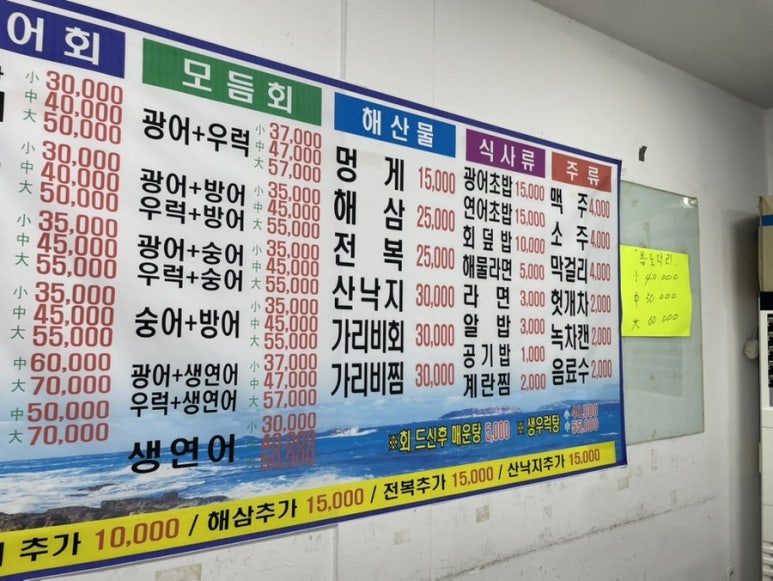 어회
小 30,000
中 40,000
大 50,000
小 30,000
中 40,000
大 50,000
小 35,000
中 45,000
大 55,000
小 35,000
中 45,000
大 55,000
中 60,000
大 70,000
中 50,000
大 70,000
모듬회
광어+우럭 小 37,000
中 47,000
大 57,000
광어+방어 小 35,000
우럭+방어 中 45,000
大 55,000
광어+숭어 小 35,000
우럭+숭어 中 45,000
大 55,000
숭어+방어 小 35,000
中 45,000
大 55,000
광어+생연어 小 37,000
우럭+생연어 中 47,000
大 57,000
생연어 小 30,000
해산물
멍게 15,000
해삼 25,000
전복 25,000
산낙지 30,000
가리비회 30,000
가리비찜 30,000
식사류
광어초밥 15,000
연어초밥 15,000
회덮밥 10,000
해물라면 5,000
라면 3,000
알밥 3,000
공기밥 1,000
계란찜 2,000
주류
맥주 4,000
소주 4,000
막걸리 4,000
헛개차 2,000
녹차캔 2,000
음료수 2,000
※회 드신후 매운탕 5,000 ※ 생우럭탕 小 40,000
中 55,000
추가 10,000 / 해삼추가 15,000 / 전복추가 15,000 / 산낙지추가 15,000
봄도다리
小 40 000
中 50 000
大 60 000